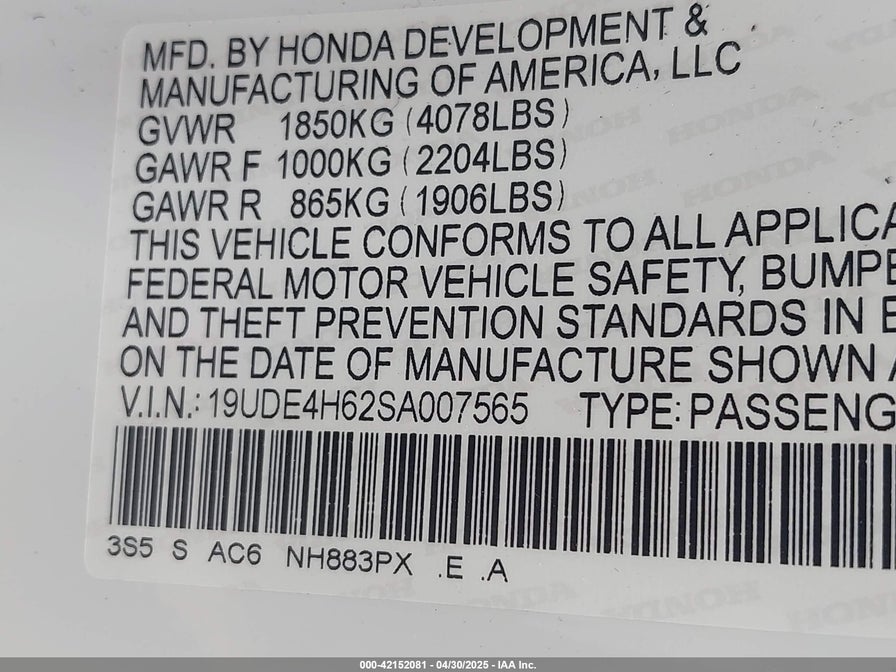 MFD. BY HONDA DEVELOPMENT &
MANUFACTURING OF AMERICA, LLC
GVWR 1850KG (4078LBS)
GAWR F 1000KG (2204LBS)
GAWR R 865KG (1906LBS)
THIS VEHICLE CONFORMS TO ALL APPLICA
FEDERAL MOTOR VEHICLE SAFETY, BUMPE
AND THEFT PREVENTION STANDARDS IN E
ON THE DATE OF MANUFACTURE SHOWN A
V.I.N.: 19UDE4H62SA007565 TYPE: PASSENG
3S5 S AC6 NH883PX .E .A
000-42152081 - 04/30/2025 - IAA Inc.